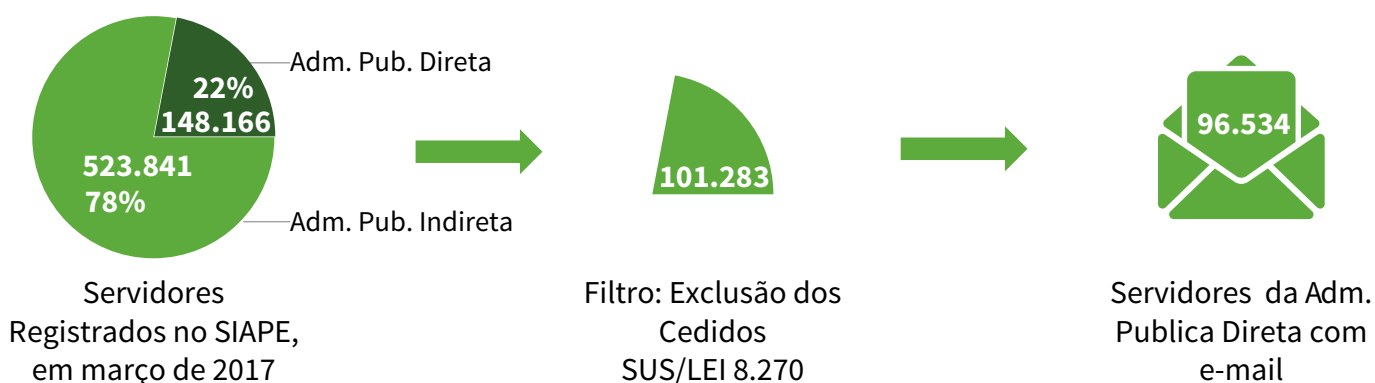 Adm. Pub. Direta
22%
148.166
523.841
78%
Adm. Pub. Indireta
Servidores
Registrados no SIAPE,
em março de 2017
101.283
Filtro: Exclusão dos
Cedidos
SUS/LEI 8.270
96.534
Servidores da Adm.
Publica Direta com
e-mail